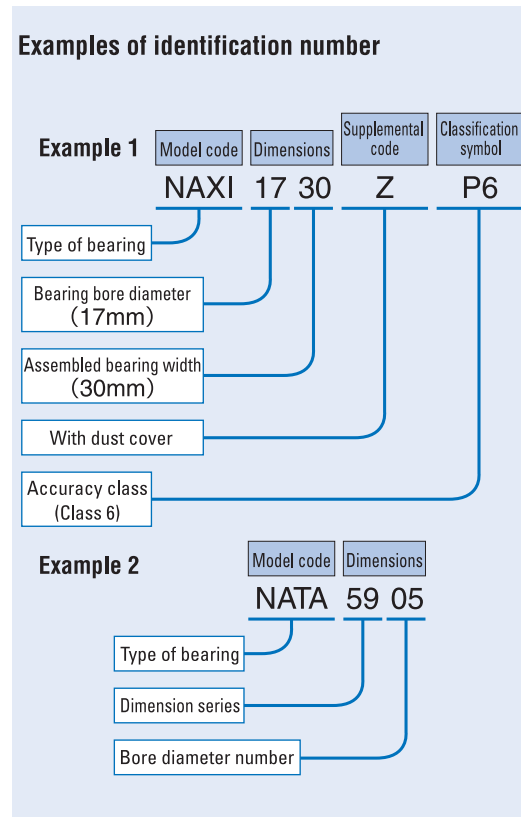 Examples of identification number
Example 1
Model code
Dimensions
Supplemental
code
Classification
symbol
NAXI 17 30 Z P6
Type of bearing
Bearing bore diameter
（17mm）
Assembled bearing width
（30mm）
With dust cover
Accuracy class
(Class 6)
Example 2
Model code
Dimensions
NATA 59 05
Type of bearing
Dimension series
Bore diameter number